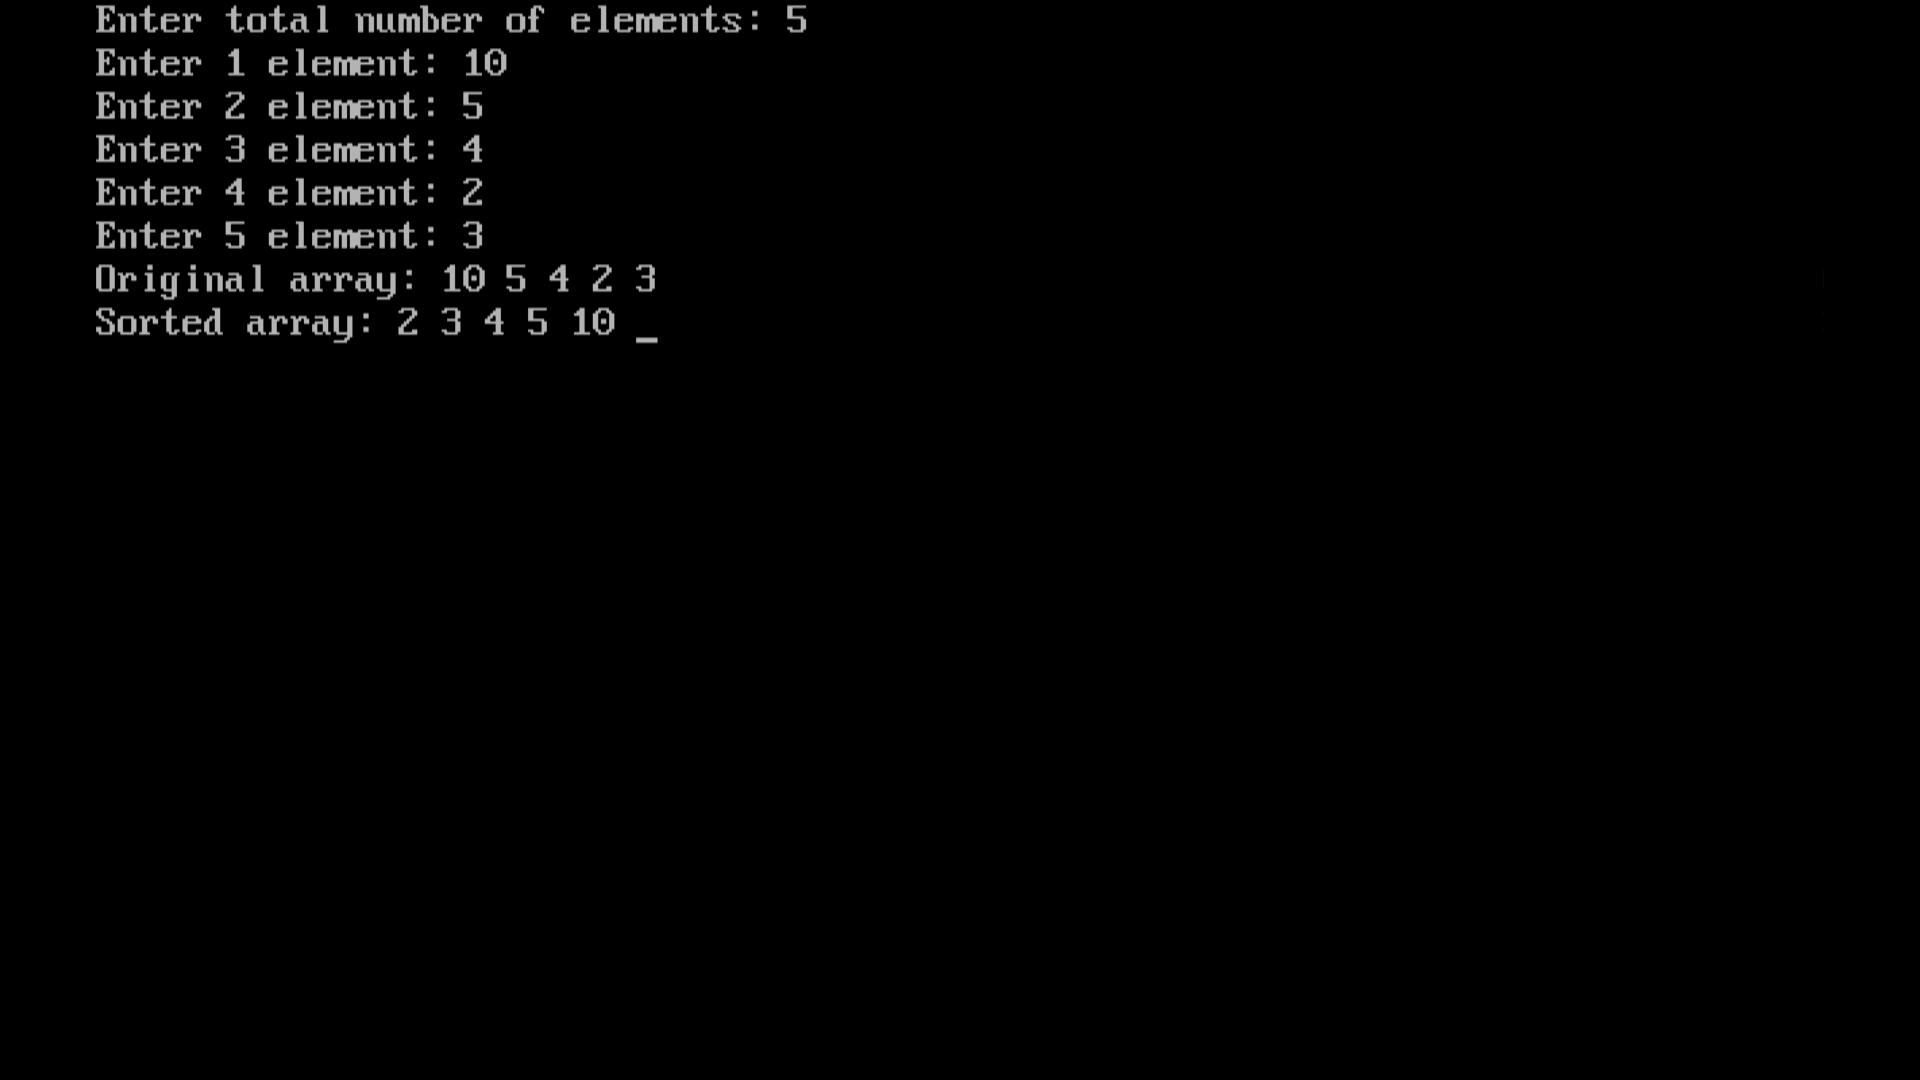 Enter total number of elements: 5
Enter 1 element: 10
Enter 2 element: 5
Enter 3 element: 4
Enter 4 element: 2
Enter 5 element: 3
Original array: 10 5 4 2 3
Sorted array: 2 3 4 5 10 _